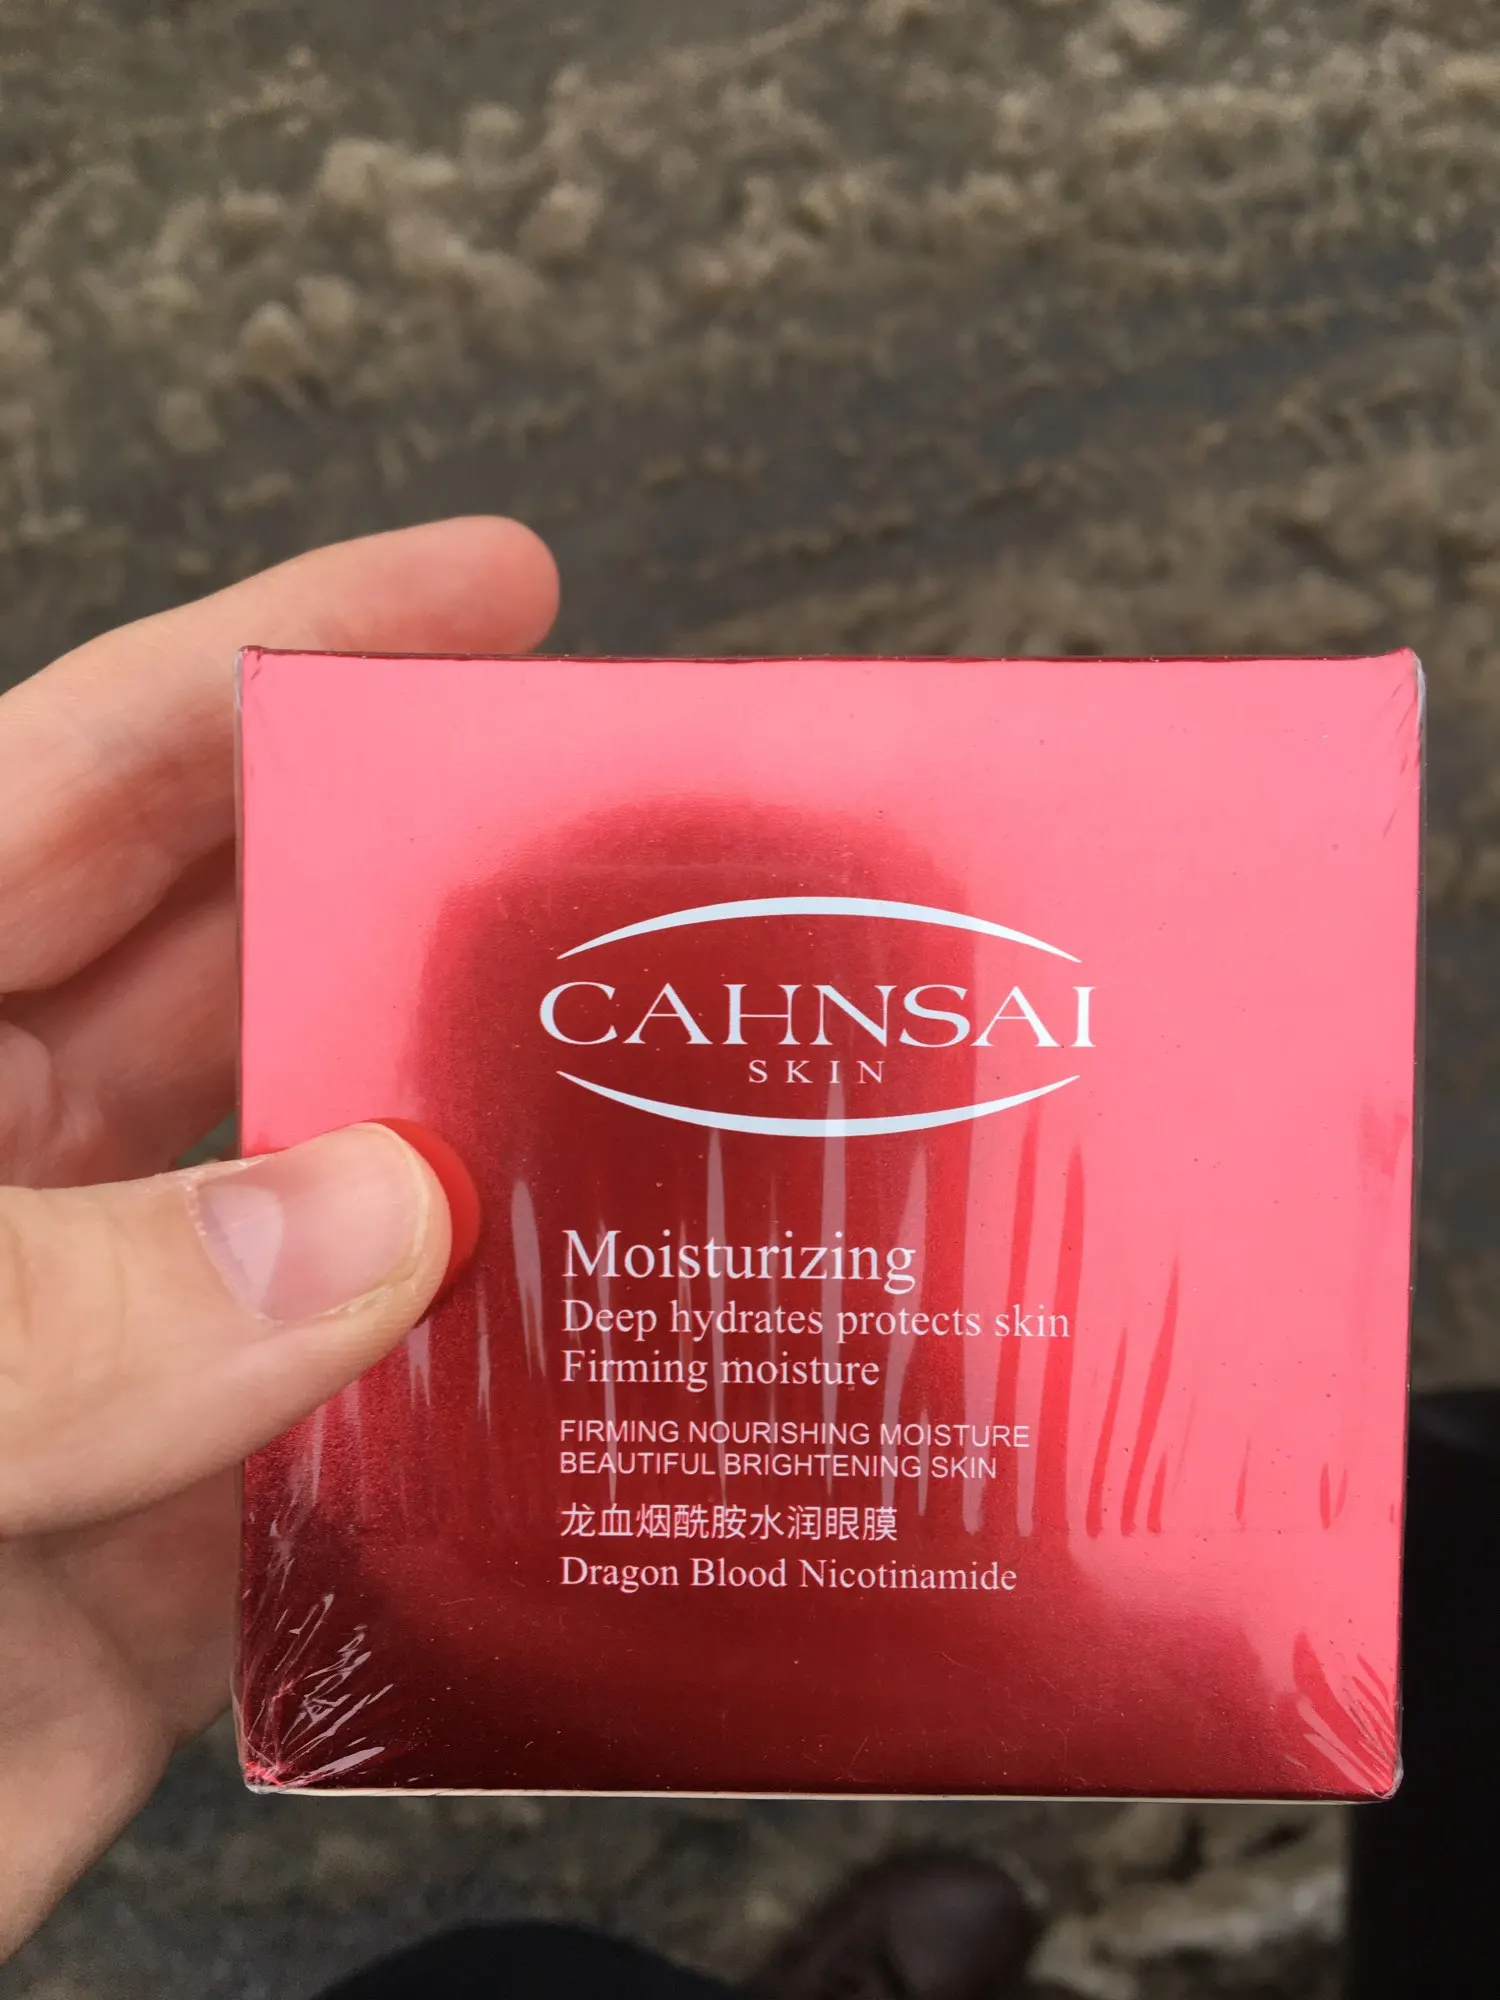 CAHNSAI
SKIN
Moisturizing
Deep hydrates protects skin
Firming moisture
FIRMING NOURISHING MOISTURE
BEAUTIFUL BRIGHTENING SKIN
龙血烟酰胺水润眼膜
Dragon Blood Nicotinamide